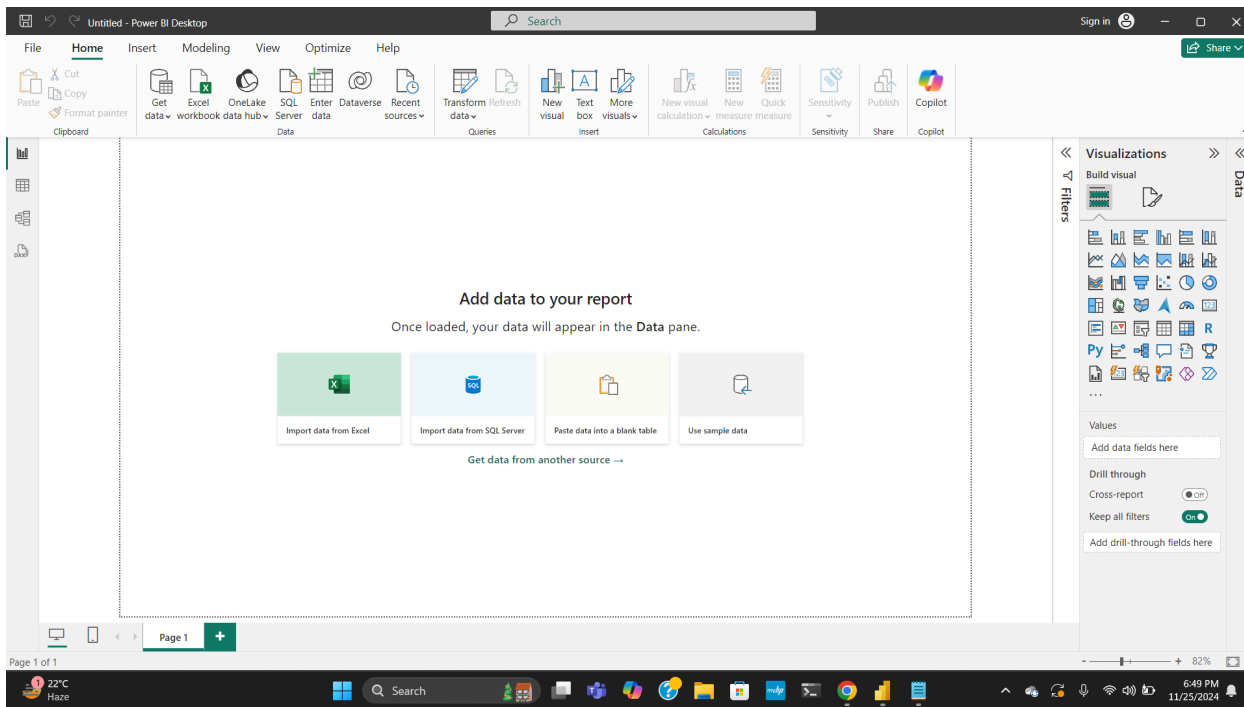 Untitled - Power BI Desktop
Search
Sign in
File Home Insert Modeling View Optimize Help
Share
Paste
Cut
Copy
Format painter
Clipboard
Get data
Excel workbook
OneLake data hub
SQL Server
Enter data
Dataverse
Recent sources
Data
Transform data
Refresh
Queries
New visual
Text box
More visuals
Insert
New visual calculation
New measure
Quick measure
Calculations
Sensitivity
Sensitivity
Publish
Share
Copilot
Copilot
Add data to your report
Once loaded, your data will appear in the Data pane.
Import data from Excel
Import data from SQL Server
Paste data into a blank table
Use sample data
Get data from another source →
Filters
Visualizations
Build visual
Data
DAX
SQL
123
R
Py
123
...
Values
Add data fields here
Drill through
Cross-report
Off
Keep all filters
On
Add drill-through fields here
Page 1
Page 1 of 1
- + 82%
1
22°C
Haze
Search
6:49 PM
11/25/2024